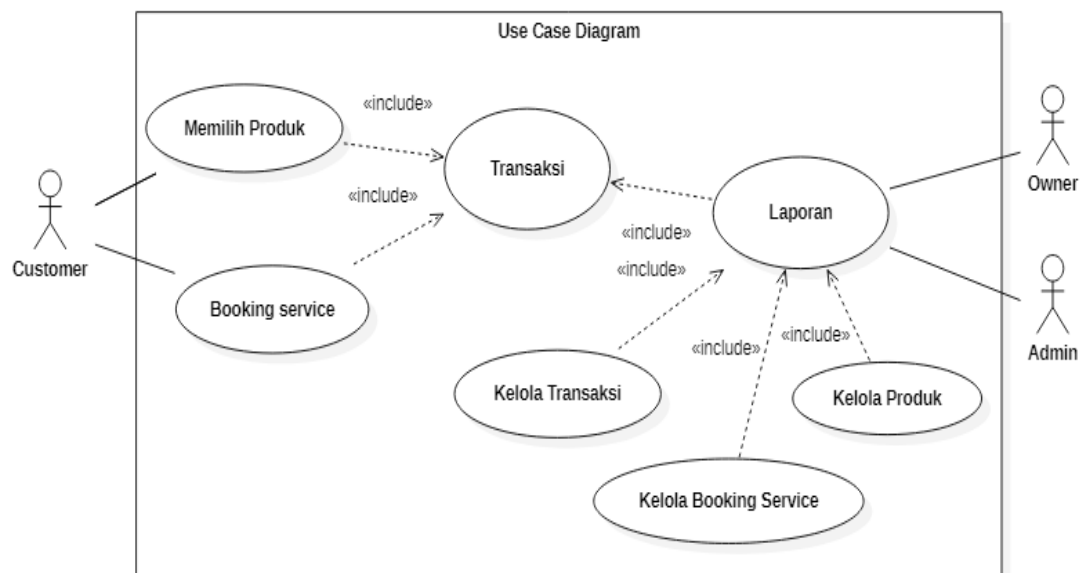 Use Case Diagram
«include»
Memilih Produk
Transaksi
Owner
«include»
Laporan
Customer
«include»
«include»
Booking service
«include»
«include»
Admin
Kelola Transaksi
Kelola Produk
Kelola Booking Service